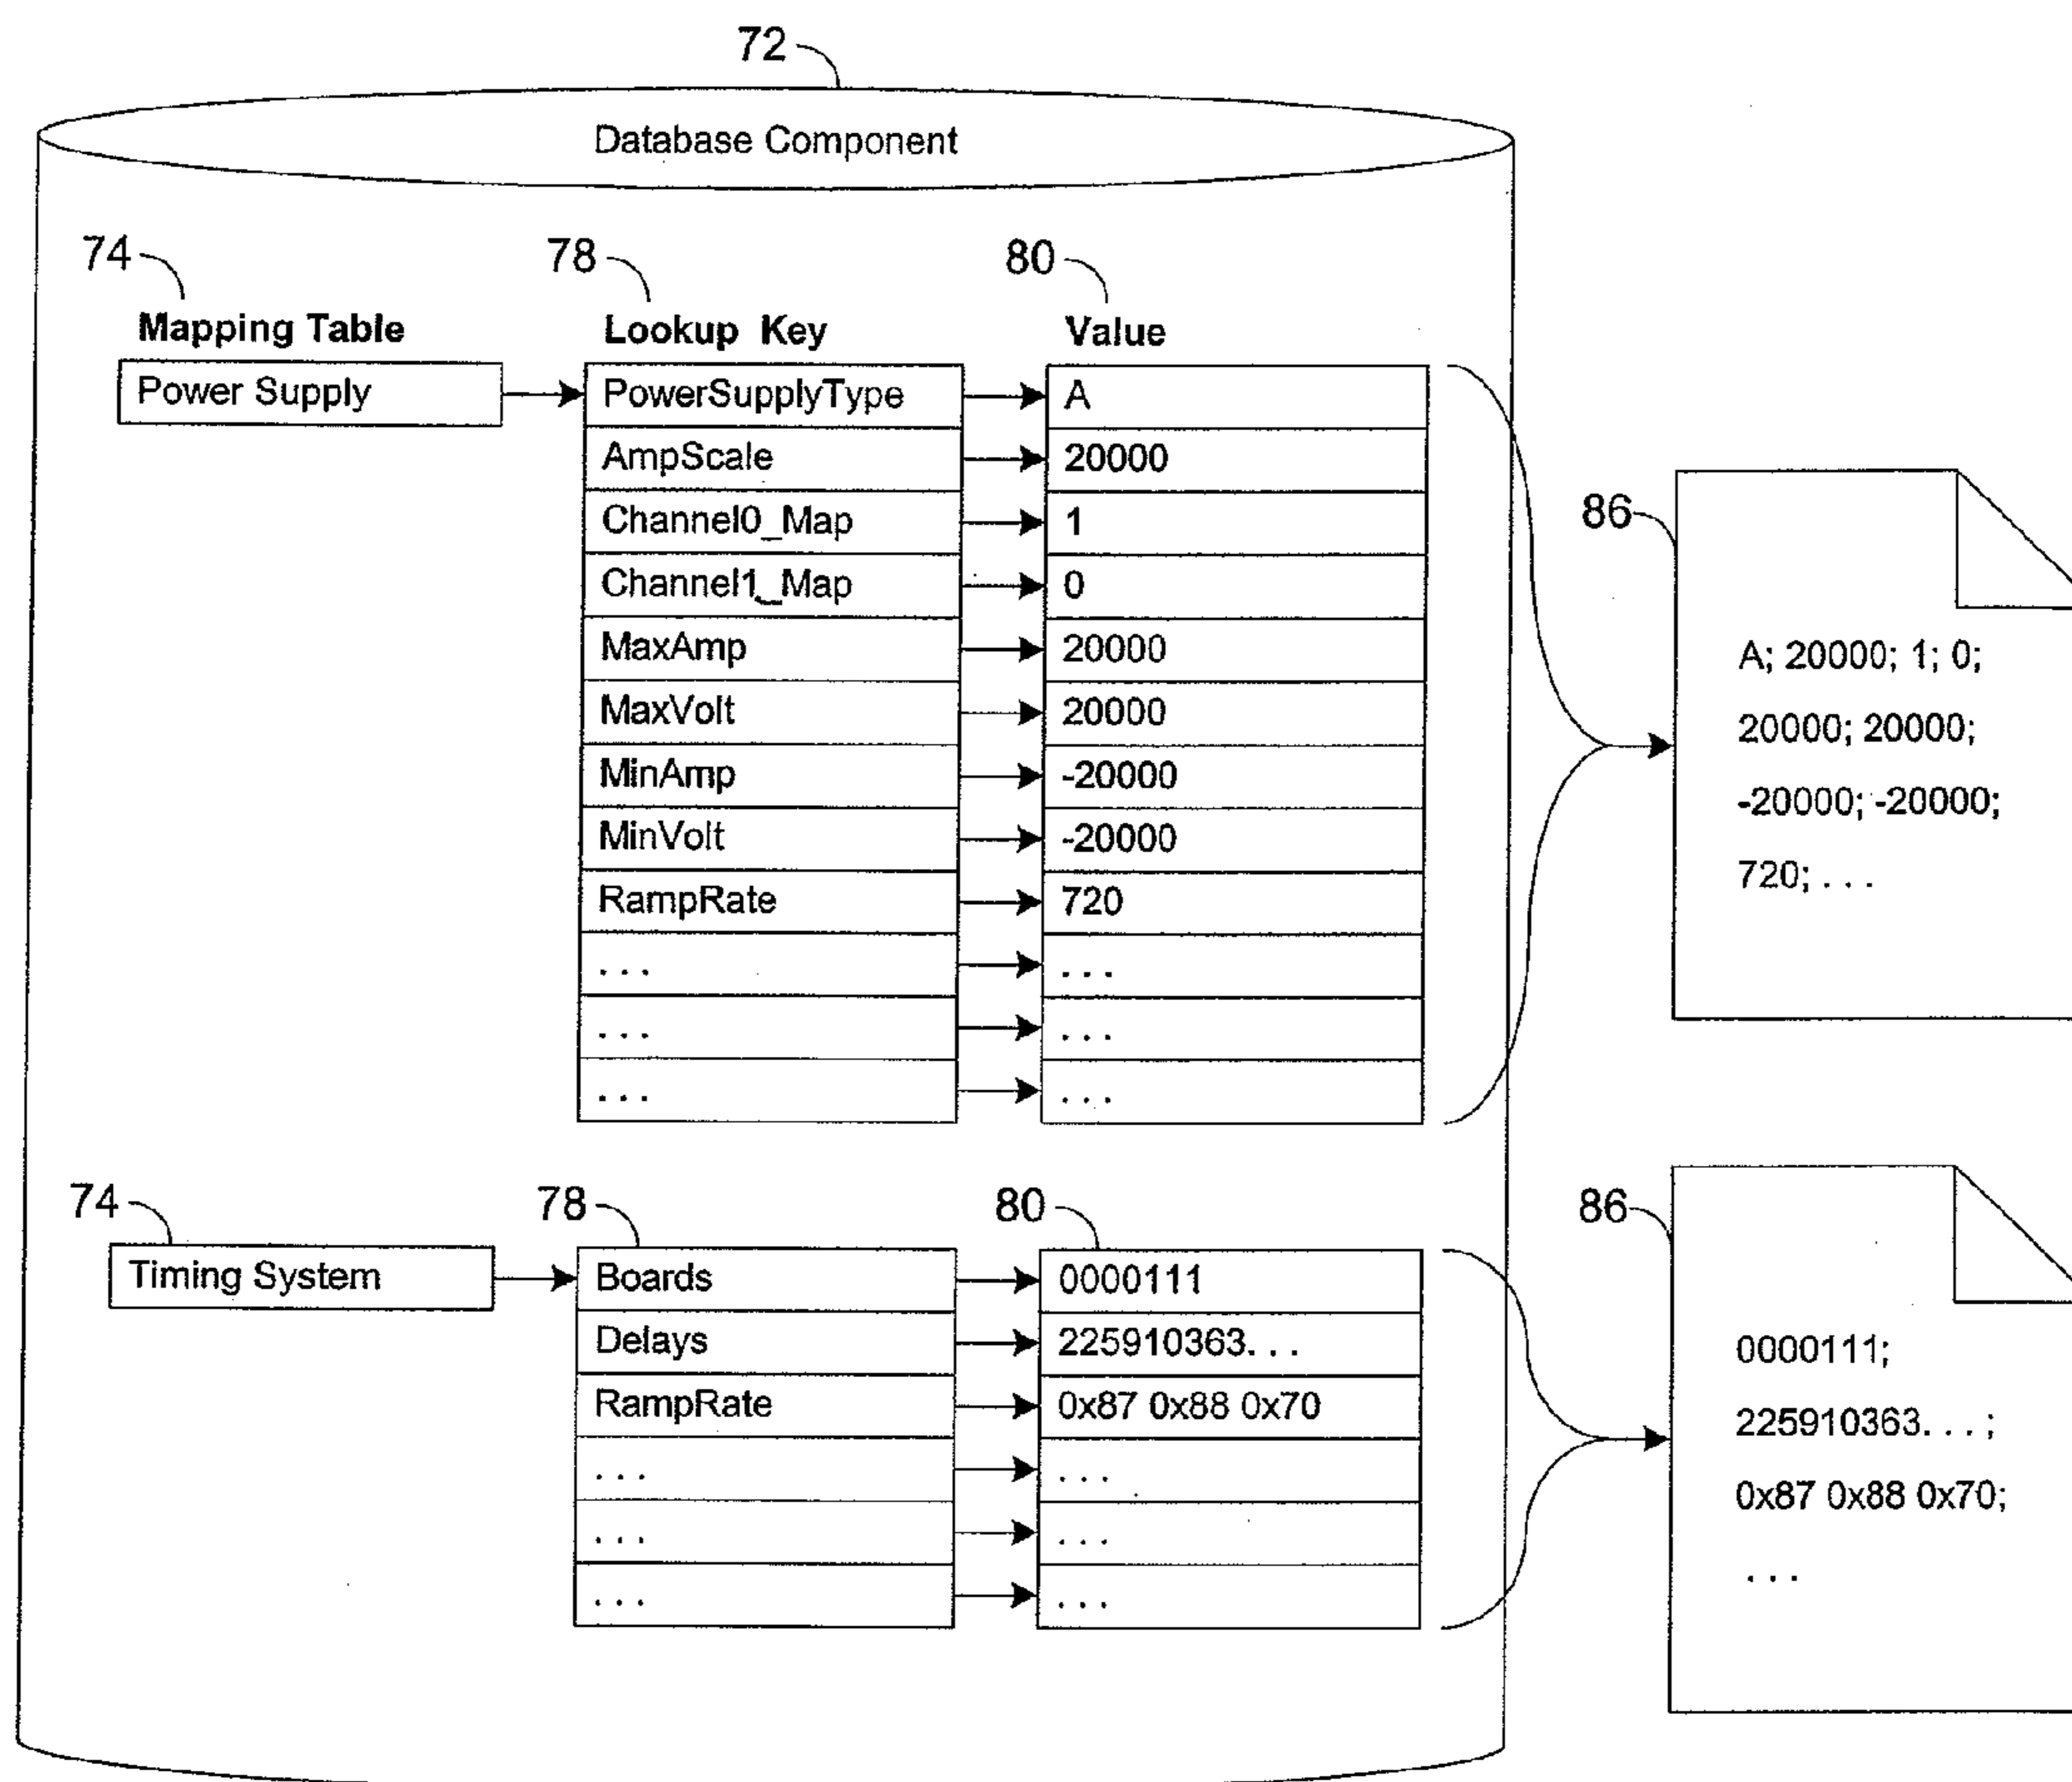 72
Database Component
74
78
80
Mapping Table
Lookup Key
Value
Power Supply
PowerSupplyType
A
AmpScale
20000
Channel0_Map
1
Channel1_Map
0
MaxAmp
20000
MaxVolt
20000
MinAmp
-20000
MinVolt
-20000
RampRate
720
. . .
. . .
. . .
. . .
. . .
. . .
86
A; 20000; 1; 0;
20000; 20000;
-20000; -20000;
720; . . .
74
78
80
Timing System
Boards
0000111
Delays
225910363. . .
RampRate
0x87 0x88 0x70
. . .
. . .
. . .
. . .
. . .
. . .
86
0000111;
225910363. . . ;
0x87 0x88 0x70;
. . .